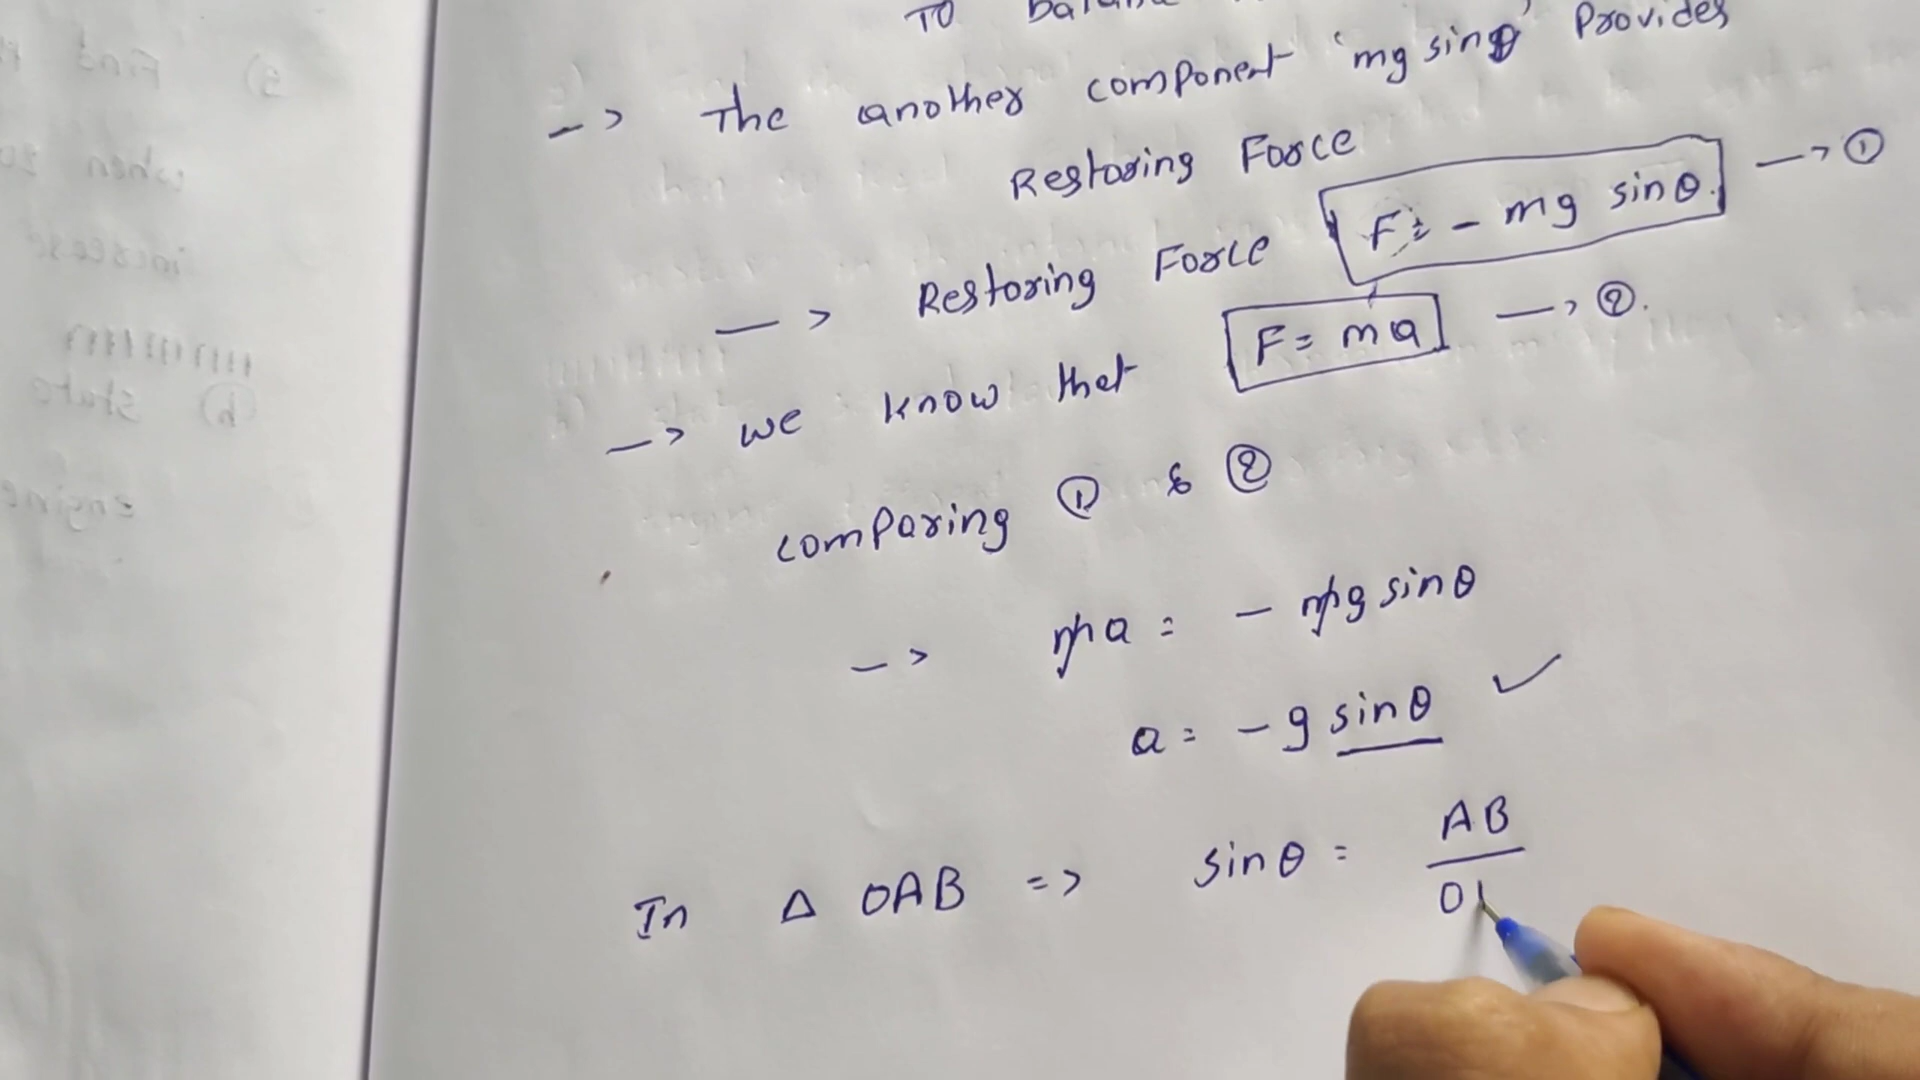 To
-> The another component 'mg sinθ' Provides
Restoring Force
-> Restoring Force F = - mg sinθ. -> ①
-> we know that F = ma -> ②.
comparing ① & ②
-> ma = - mg sinθ
a = - g sinθ ✓
In Δ OAB => sinθ = AB
O